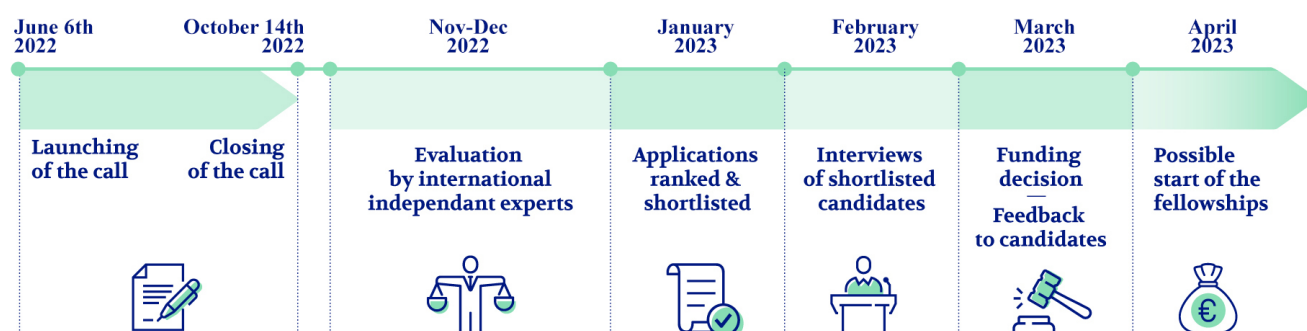 June 6th
2022
October 14th
2022
Nov-Dec
2022
January
2023
February
2023
March
2023
April
2023
Launching
of the call
Closing
of the call
Evaluation
by international
independant experts
Applications
ranked &
shortlisted
Interviews
of shortlisted
candidates
Funding
decision
—
Feedback
to candidates
Possible
start of the
fellowships
€